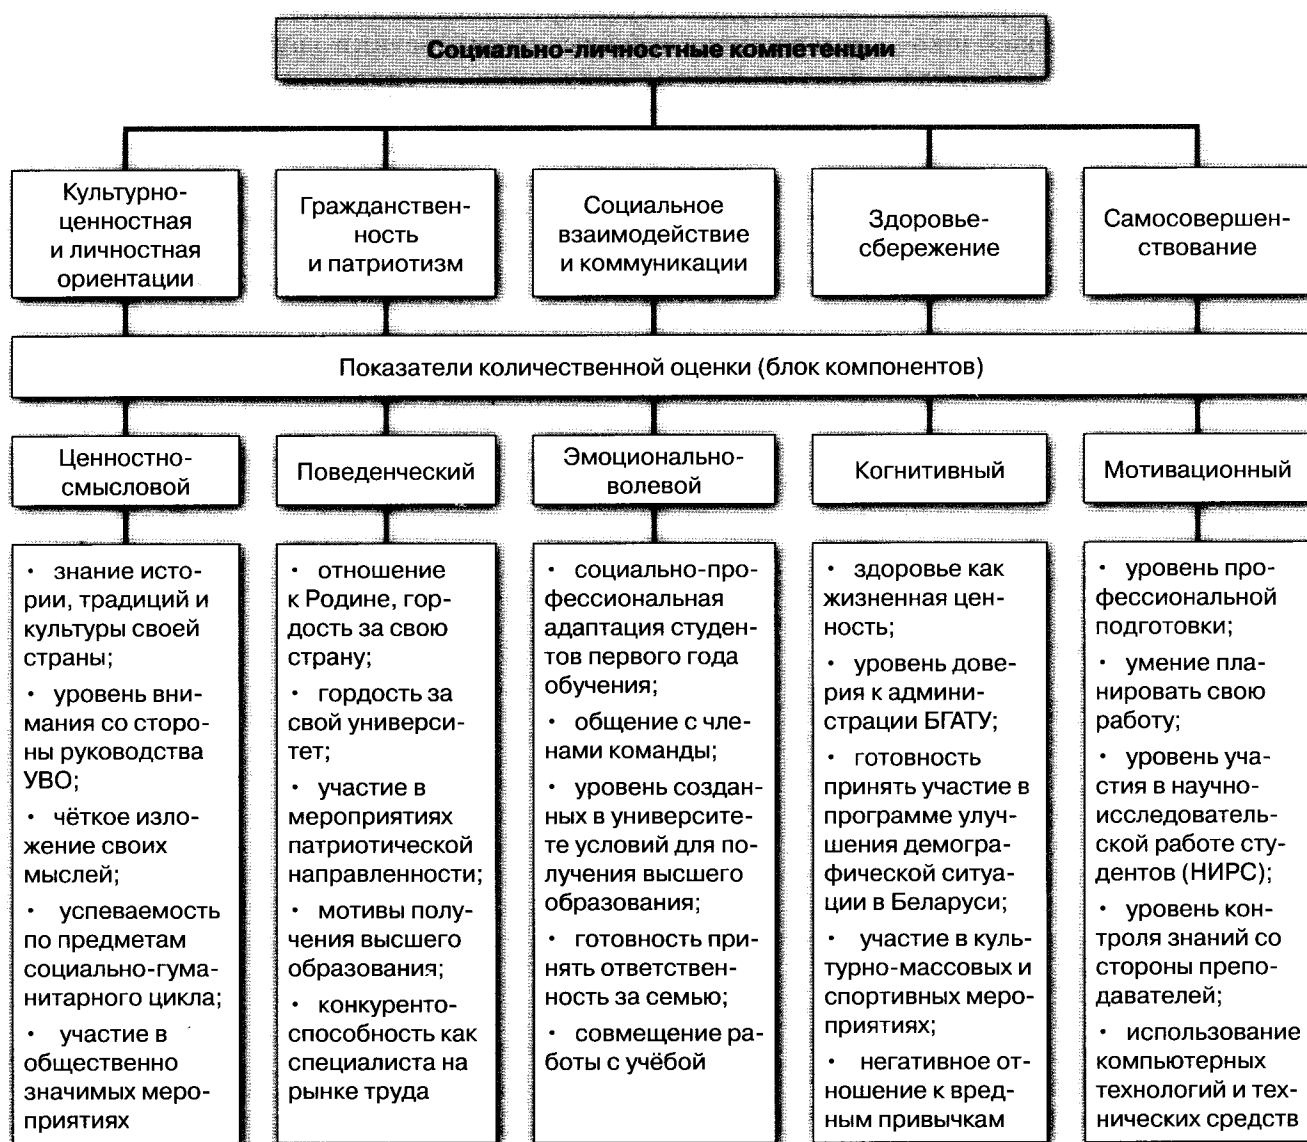 Социально-личностные компетенции
Культурно-
ценностная
и личностная
ориентации
Гражданствен-
ность
и патриотизм
Социальное
взаимодействие
и коммуникации
Здоровье-
сбережение
Самосовершен-
ствование
Показатели количественной оценки (блок компонентов)
Ценностно-
смысловой
Поведенческий
Эмоционально-
волевой
Когнитивный
Мотивационный
• знание исто-
рии, традиций и
культуры своей
страны;
• уровень вни-
мания со сторо-
ны руководства
УВО;
• чёткое изло-
жение своих
мыслей;
• успеваемость
по предметам
социально-гума-
нитарного цикла;
• участие в
общественно
значимых меро-
приятиях
• отношение
к Родине, гор-
дость за свою
страну;
• гордость за
свой универси-
тет;
• участие в
мероприятиях
патриотической
направленности;
• мотивы полу-
чения высшего
образования;
• конкуренто-
способность как
специалиста на
рынке труда
• социально-про-
фессиональная
адаптация студен-
тов первого года
обучения;
• общение с чле-
нами команды;
• уровень создан-
ных в университе-
те условий для по-
лучения высшего
образования;
• готовность при-
нять ответствен-
ность за семью;
• совмещение ра-
боты с учёбой
• здоровье как
жизненная цен-
ность;
• уровень дове-
рия к админи-
страции БГАТУ;
• готовность
принять участие в
программе улуч-
шения демогра-
фической ситуа-
ции в Беларуси;
• участие в куль-
турно-массовых и
спортивных меро-
приятиях;
• негативное от-
ношение к вред-
ным привычкам
• уровень про-
фессиональной
подготовки;
• умение пла-
нировать свою
работу;
• уровень уча-
стия в научно-
исследователь-
ской работе сту-
дентов (НИРС);
• уровень кон-
троля знаний со
стороны препо-
давателей;
• использование
компьютерных
технологий и тех-
нических средств